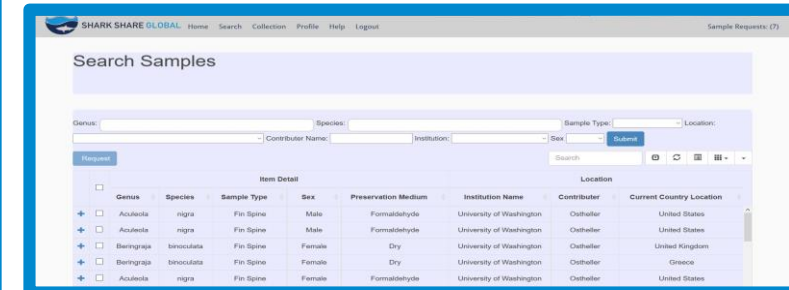 SHARK SHARE GLOBAL Home Search Collection Profile Help Logout Sample Requests: (7)
Search Samples
Genus: Species: Sample Type: Location:
Contributer Name: Institution: Sex Submit
Request Search
Item Detail Location
Genus Species Sample Type Sex Preservation Medium Institution Name Contributer Current Country Location
Aculeola nigra Fin Spine Male Formaldehyde University of Washington Ostheller United States
Aculeola nigra Fin Spine Male Formaldehyde University of Washington Ostheller United States
Beringraja binoculata Fin Spine Female Dry University of Washington Ostheller United Kingdom
Beringraja binoculata Fin Spine Female Dry University of Washington Ostheller Greece
Aculeola nigra Fin Spine Female Formaldehyde University of Washington Ostheller United States